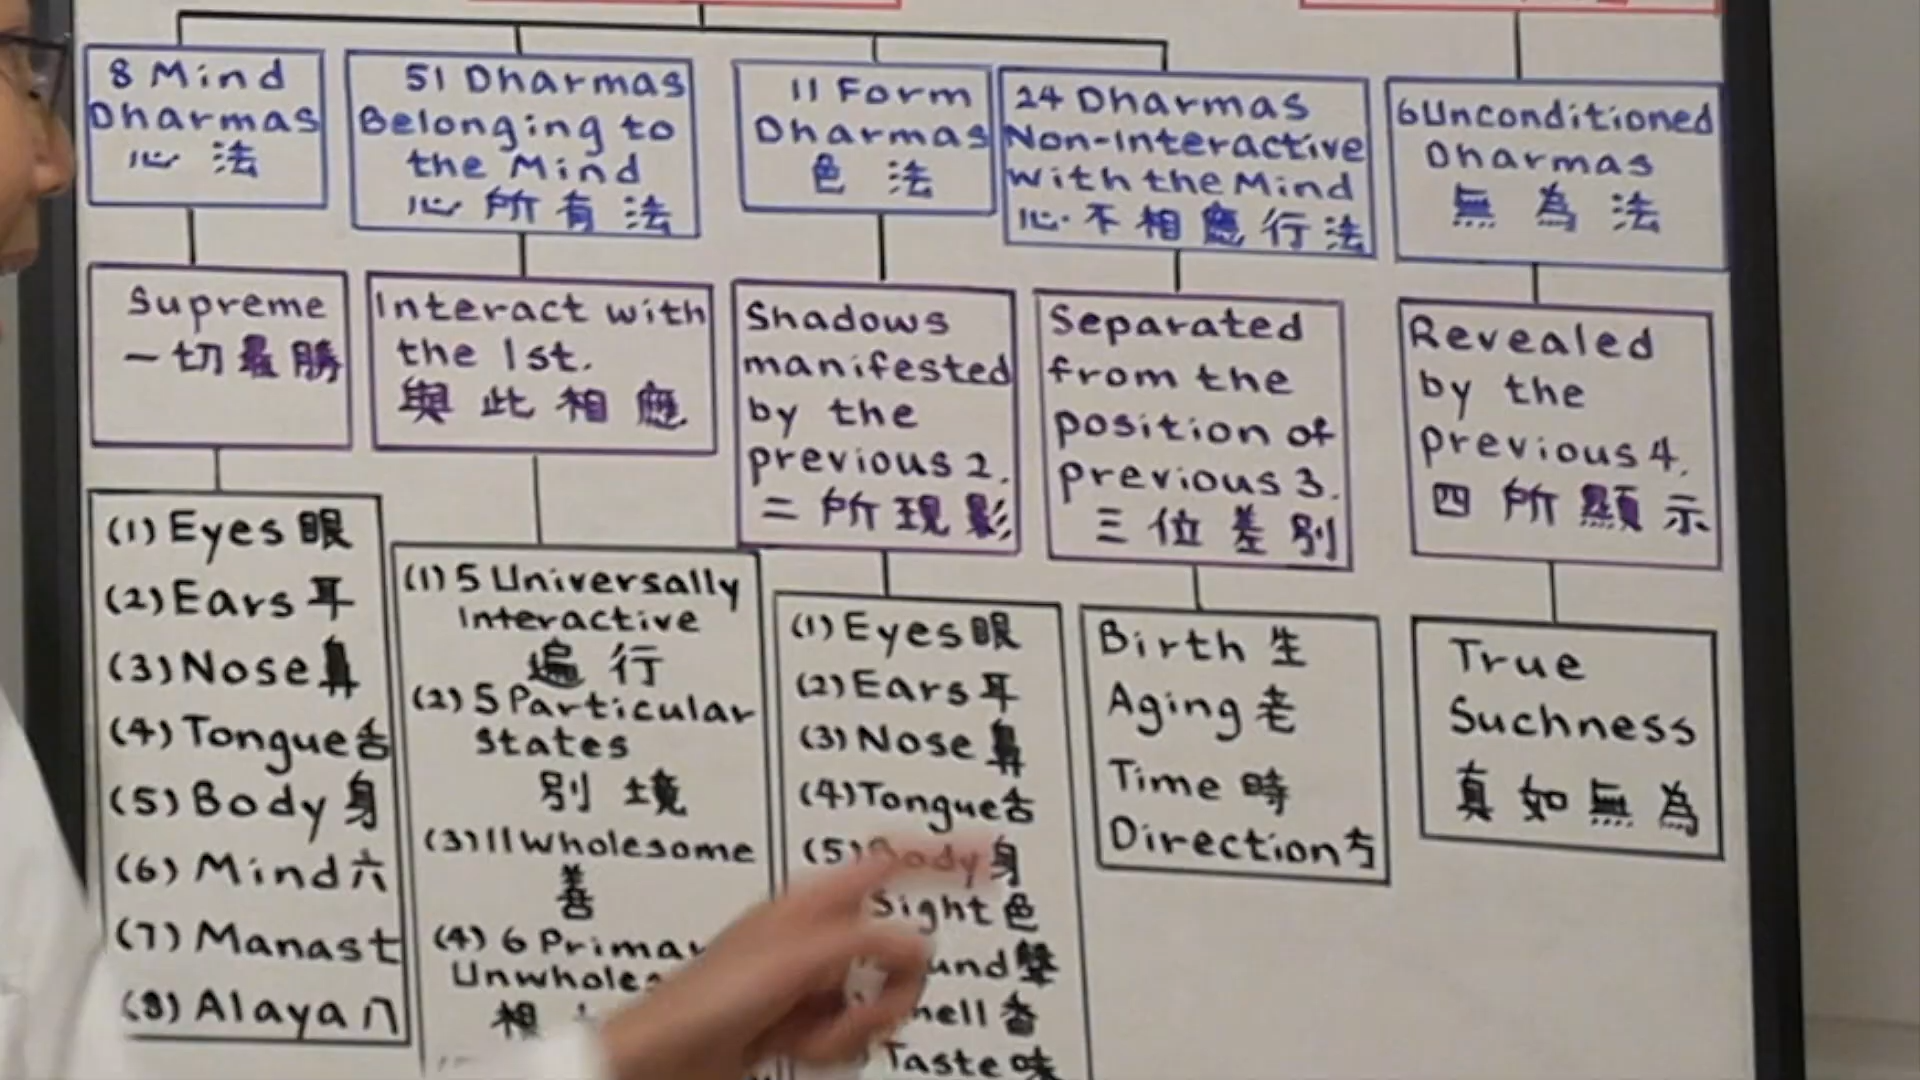 8 Mind
Dharmas
心 法
51 Dharmas
Belonging to
the Mind
心 所 有 法
11 Form
Dharmas
色 法
24 Dharmas
Non-Interactive
with the Mind
心 不 相 應 行 法
6 Unconditioned
Dharmas
無 為 法
Supreme
一切最勝
Interact with
the 1st.
與 此 相 應
Shadows
manifested
by the
previous 2.
二 所 現 影
Separated
from the
position of
previous 3.
三 位 差 別
Revealed
by the
previous 4.
四 所 顯 示
(1) Eyes 眼
(2) Ears 耳
(3) Nose 鼻
(4) Tongue 舌
(5) Body 身
(6) Mind 六
(7) Manas 七
(8) Alaya 八
(1) 5 Universally
Interactive
遍 行
(2) 5 Particular
States
別 境
(3) 11 Wholesome
善
(4) 6
(1) Eyes 眼
(2) Ears 耳
(3) Nose 鼻
(4) Tongue 舌
(5) Body 身
Sight 色
聲
香
Taste 味
Birth 生
Aging 老
Time 時
Direction 方
True
Suchness
真 如 無 為